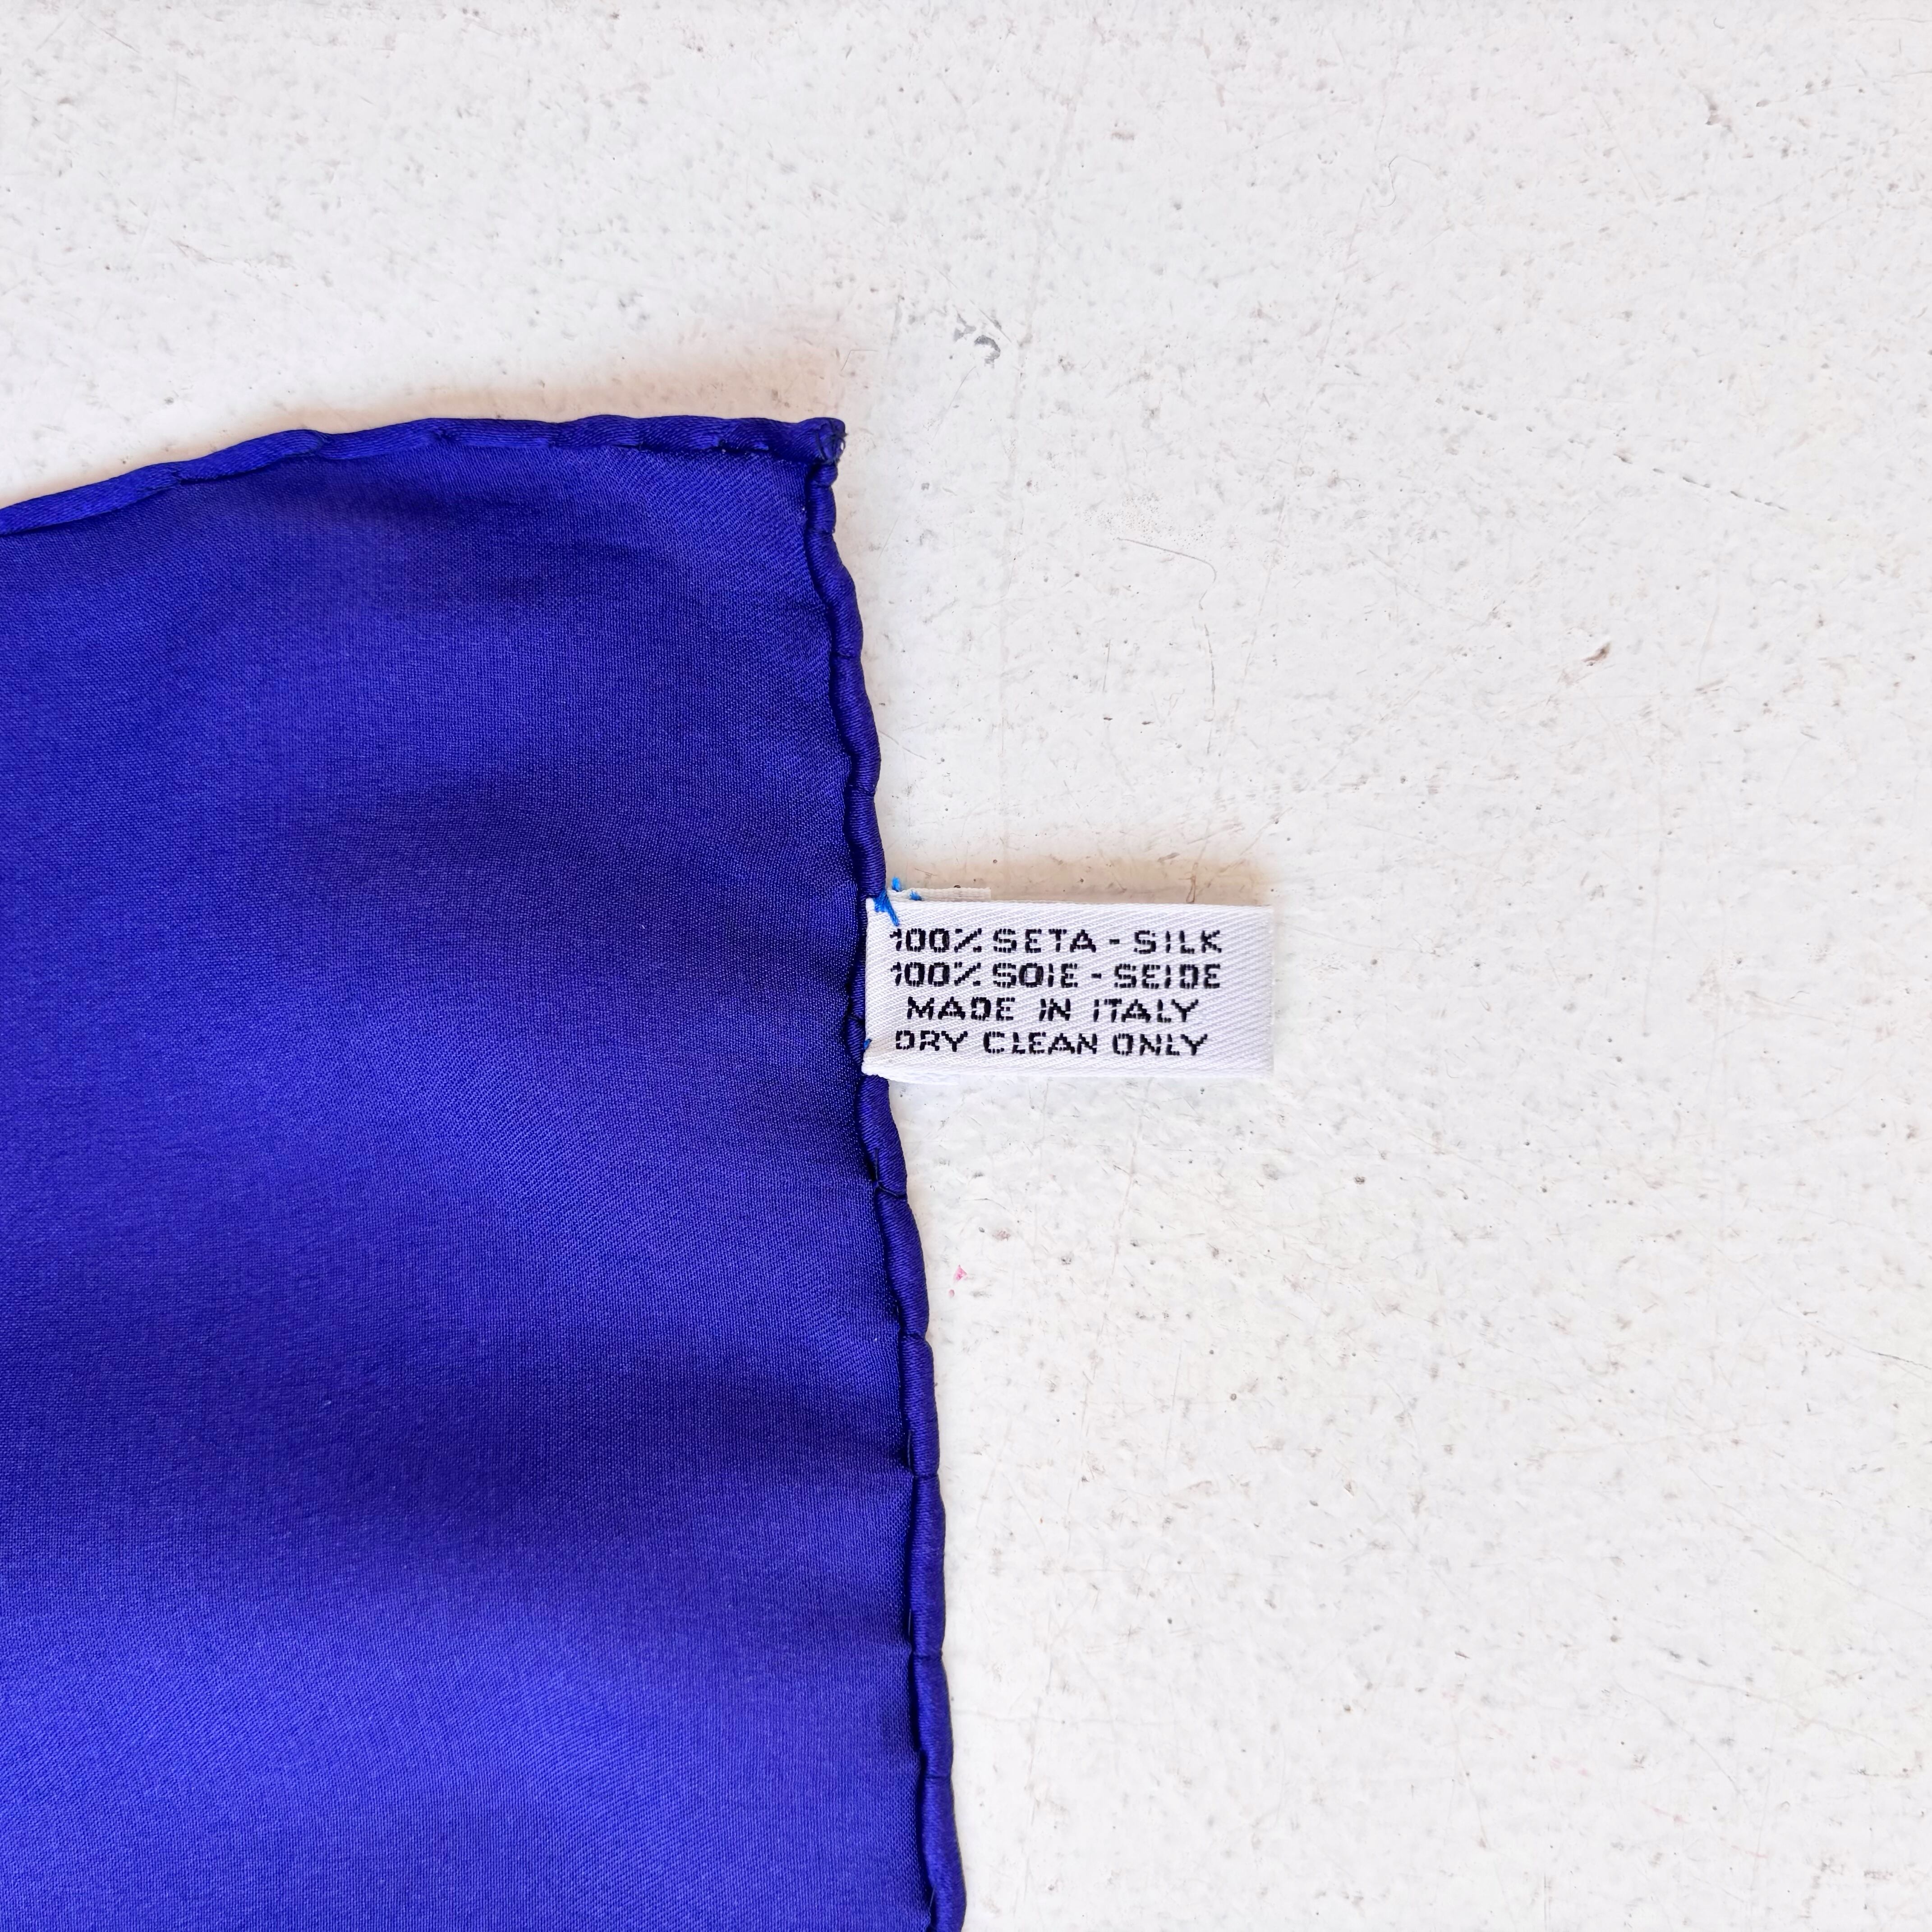 100% SETA - SILK
100% SOIE - SEIDE
MADE IN ITALY
DRY CLEAN ONLY